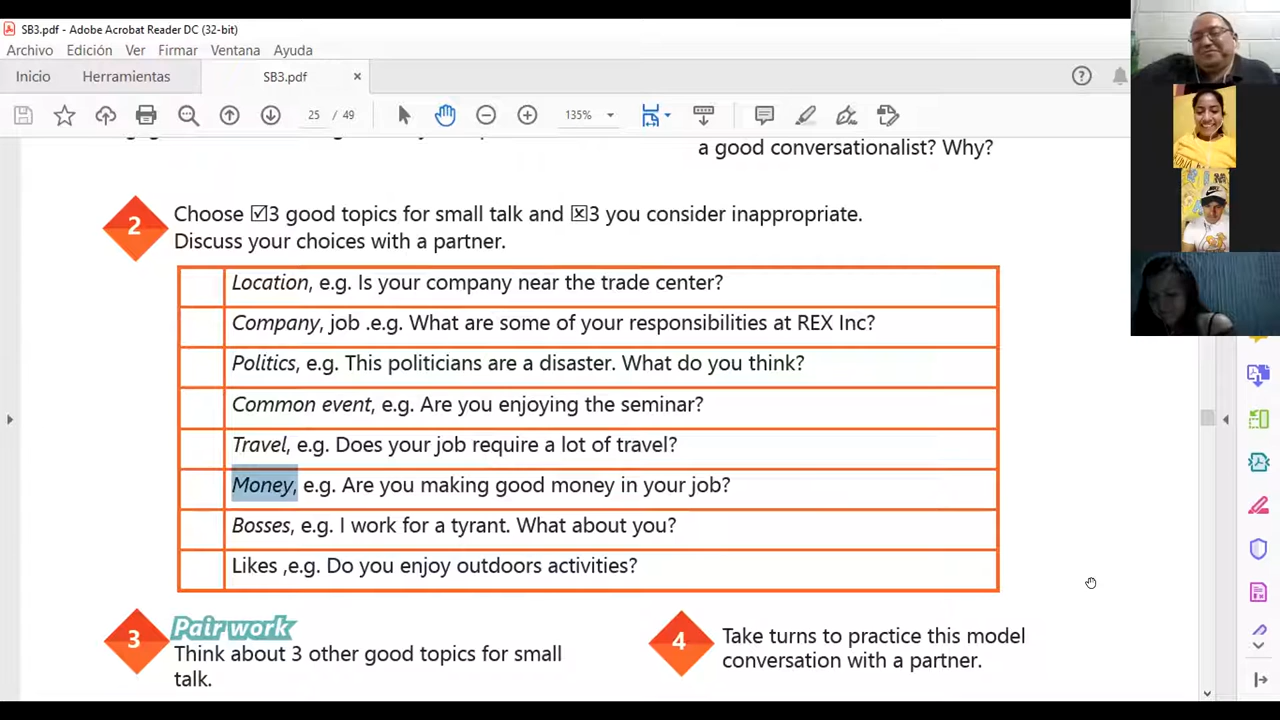 SB3.pdf - Adobe Acrobat Reader DC (32-bit)
Archivo Edición Ver Firmar Ventana Ayuda
Inicio Herramientas SB3.pdf ×
25 / 49 135%
a good conversationalist? Why?
2 Choose ☑3 good topics for small talk and ☒3 you consider inappropriate.
Discuss your choices with a partner.
Location, e.g. Is your company near the trade center?
Company, job .e.g. What are some of your responsibilities at REX Inc?
Politics, e.g. This politicians are a disaster. What do you think?
Common event, e.g. Are you enjoying the seminar?
Travel, e.g. Does your job require a lot of travel?
Money, e.g. Are you making good money in your job?
Bosses, e.g. I work for a tyrant. What about you?
Likes ,e.g. Do you enjoy outdoors activities?
3 Pair work
Think about 3 other good topics for small
talk.
4 Take turns to practice this model
conversation with a partner.